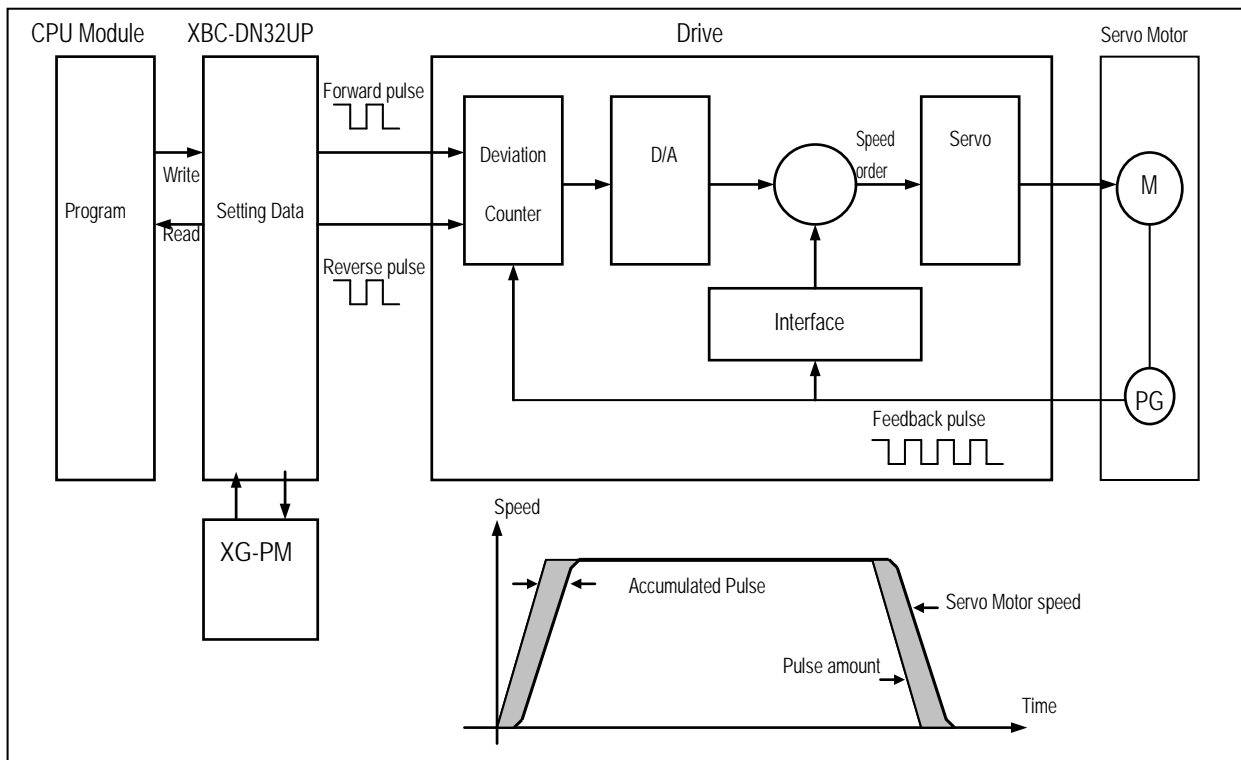 CPU Module
XBC-DN32UP
Drive
Servo Motor
Forward pulse
Write
Read
Program
Setting Data
Reverse pulse
Deviation
Counter
D/A
Speed
order
Servo
M
Interface
PG
Feedback pulse
XG-PM
Speed
Accumulated Pulse
Servo Motor speed
Pulse amount
Time